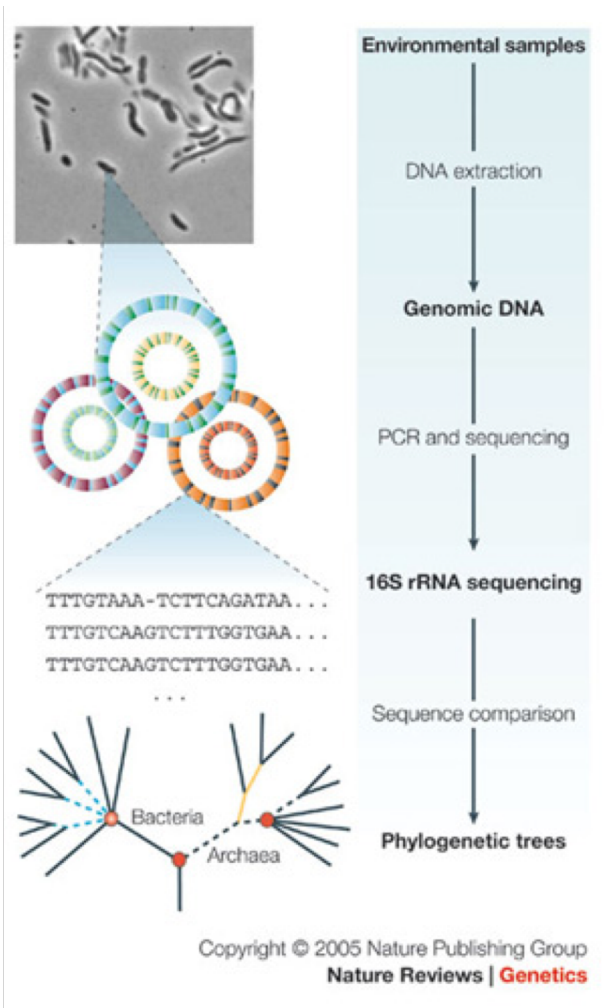 Environmental samples
DNA extraction
Genomic DNA
PCR and sequencing
16S rRNA sequencing
Sequence comparison
Phylogenetic trees
TTTGTAAA-TCTTCAGATAA...
TTTGTCAAGTCTTTGGTGAA...
TTTGTCAAGTCTTTGGTGAA...
...
Bacteria
Archaea
Copyright © 2005 Nature Publishing Group
Nature Reviews | Genetics